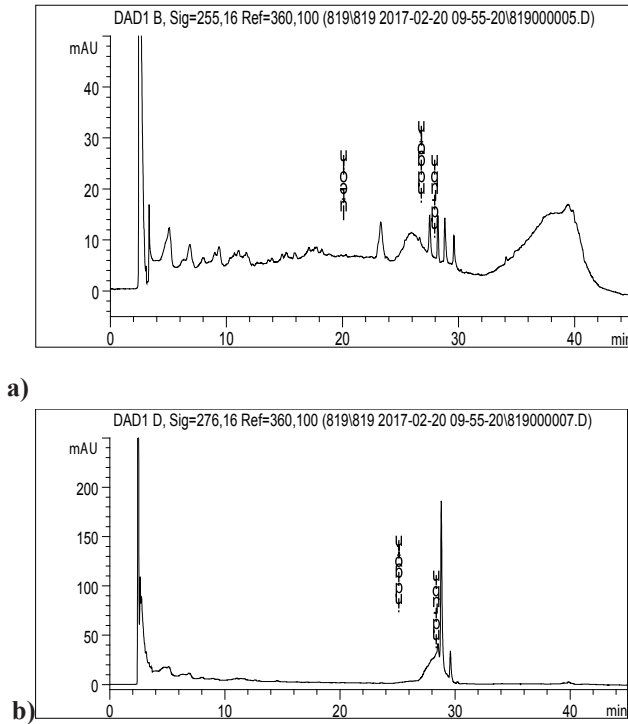 DAD1 B, Sig=255,16 Ref=360,100 (819\819 2017-02-20 09-55-20\819000005.D)
mAU
40
30
20
10
0
0 10 20 30 40 min
a)
DAD1 D, Sig=276,16 Ref=360,100 (819\819 2017-02-20 09-55-20\819000007.D)
mAU
200
150
100
50
0
0 10 20 30 40 min
b)